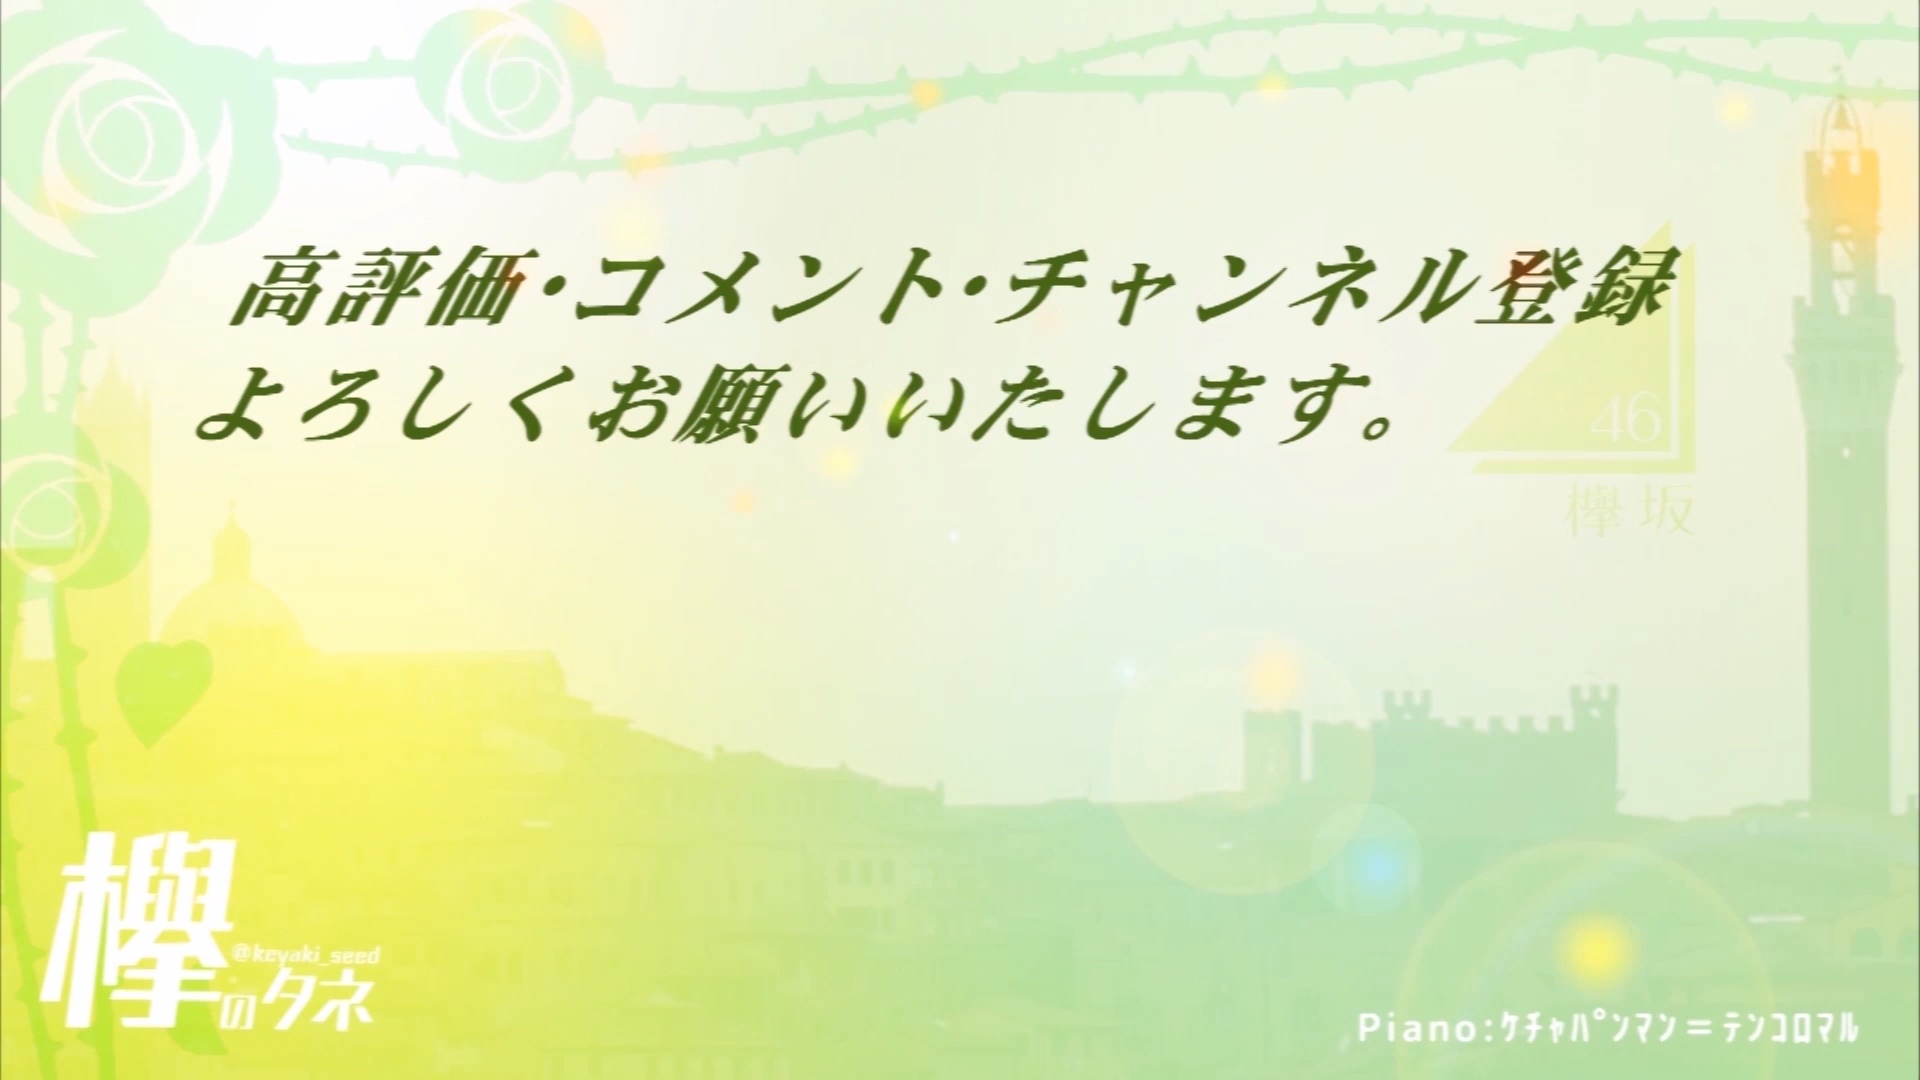 高評価・コメント・チャンネル登録
よろしくお願いいたします。
46
欅坂
欅のタネ
@keyaki_seed
Piano:ｹﾁｬﾊﾟﾝﾏﾝ＝ﾃﾝｺﾛﾏﾙ